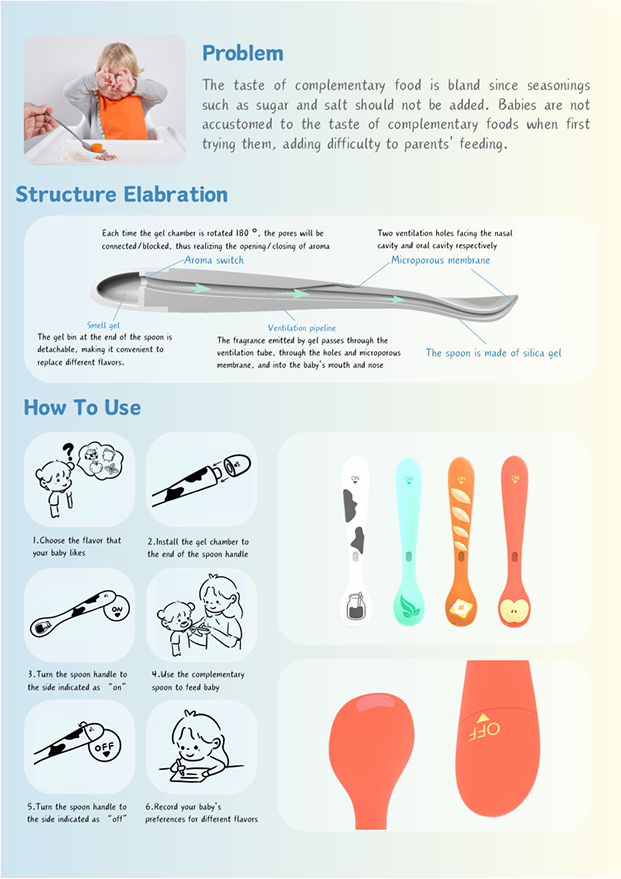 Problem
The taste of complementary food is bland since seasonings
such as sugar and salt should not be added. Babies are not
accustomed to the taste of complementary foods when first
trying them, adding difficulty to parents' feeding.
Structure Elabration
Each time the gel chamber is rotated 180 °, the pores will be
connected/blocked, thus realizing the opening/closing of aroma
Aroma switch
Two ventilation holes facing the nasal
cavity and oral cavity respectively
Microporous membrane
Smell gel
The gel bin at the end of the spoon is
detachable, making it convenient to
replace different flavors.
Ventilation pipeline
The fragrance emitted by gel passes through the
ventilation tube, through the holes and microporous
membrane, and into the baby's mouth and nose
The spoon is made of silica gel
How To Use
?
1.Choose the flavor that
your baby likes
2.Install the gel chamber to
the end of the spoon handle
ON
3.Turn the spoon handle to
the side indicated as "on"
4.Use the complementary
spoon to feed baby
OFF
5.Turn the spoon handle to
the side indicated as "off"
6.Record your baby's
preferences for different flavors
ON
ON
ON
ON
OFF